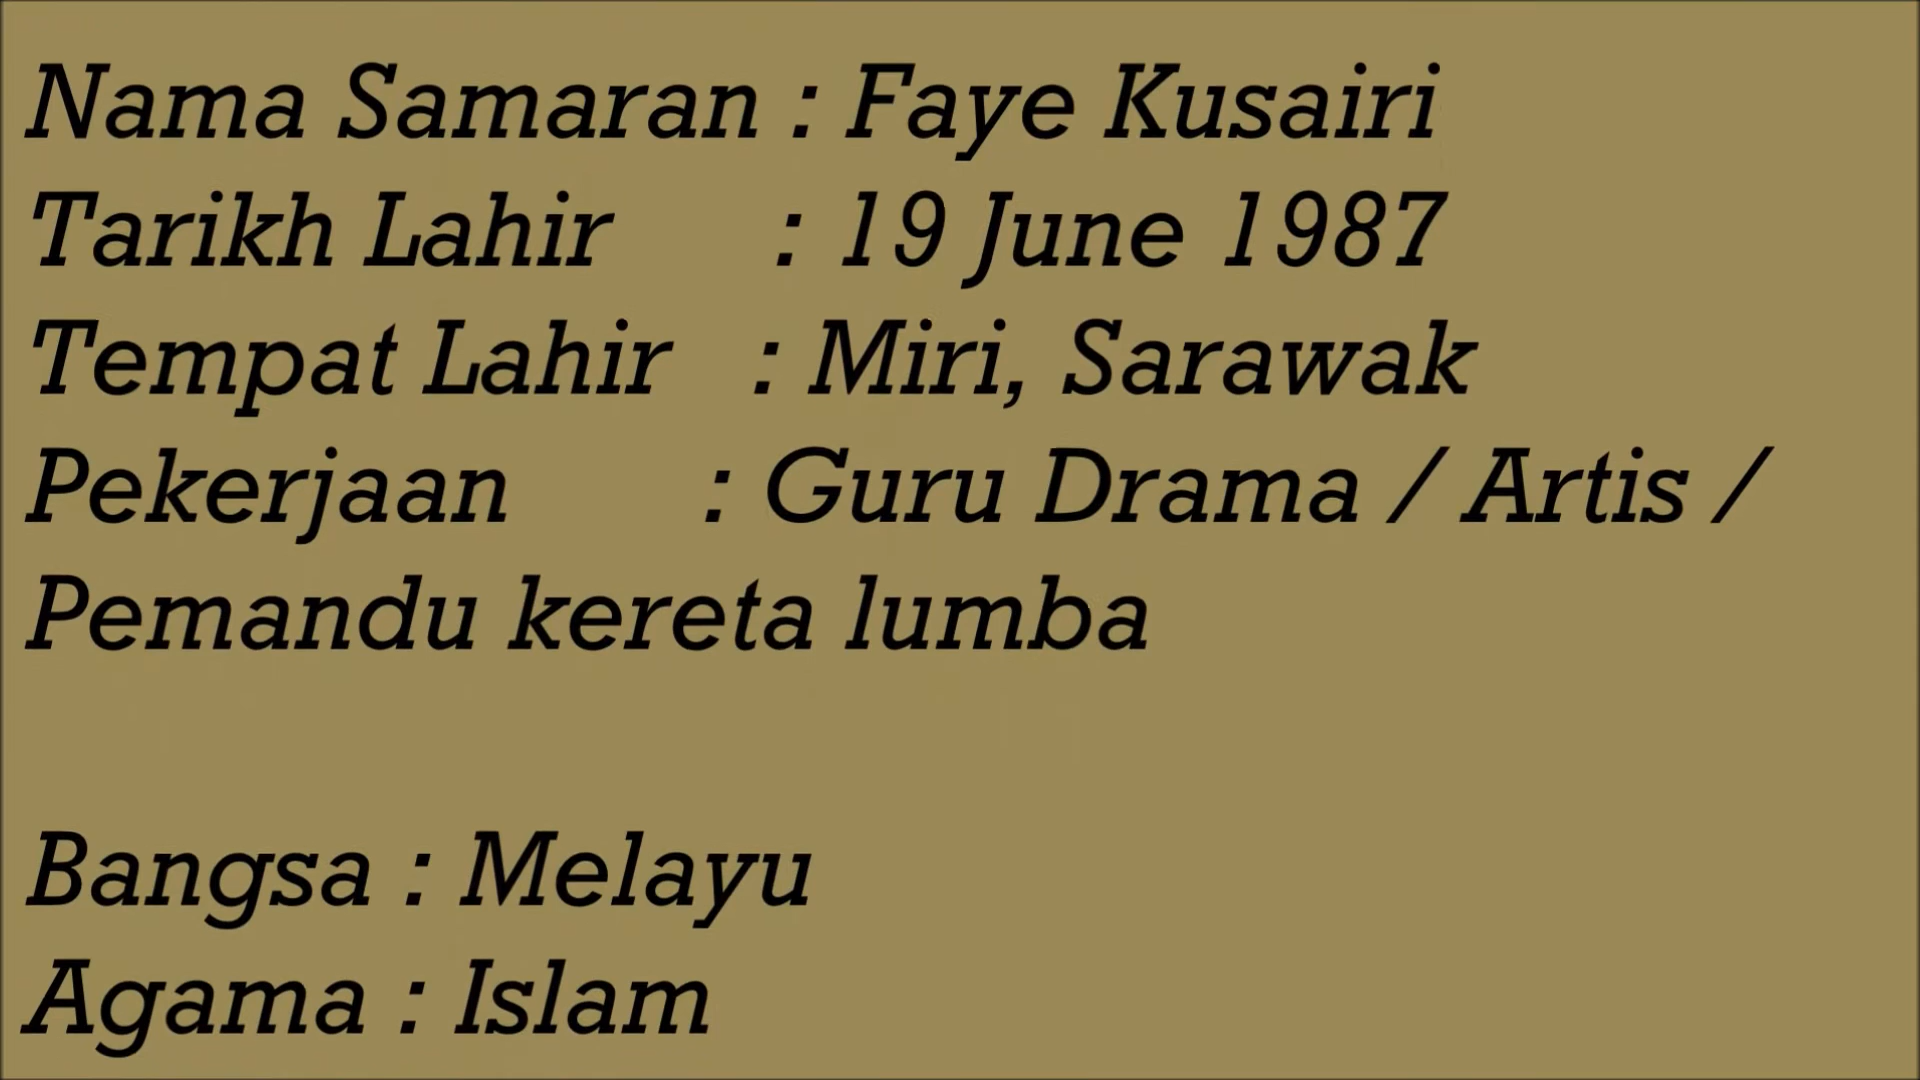 Nama Samaran : Faye Kusairi
Tarikh Lahir : 19 June 1987
Tempat Lahir : Miri, Sarawak
Pekerjaan : Guru Drama / Artis /
Pemandu kereta lumba
Bangsa : Melayu
Agama : Islam